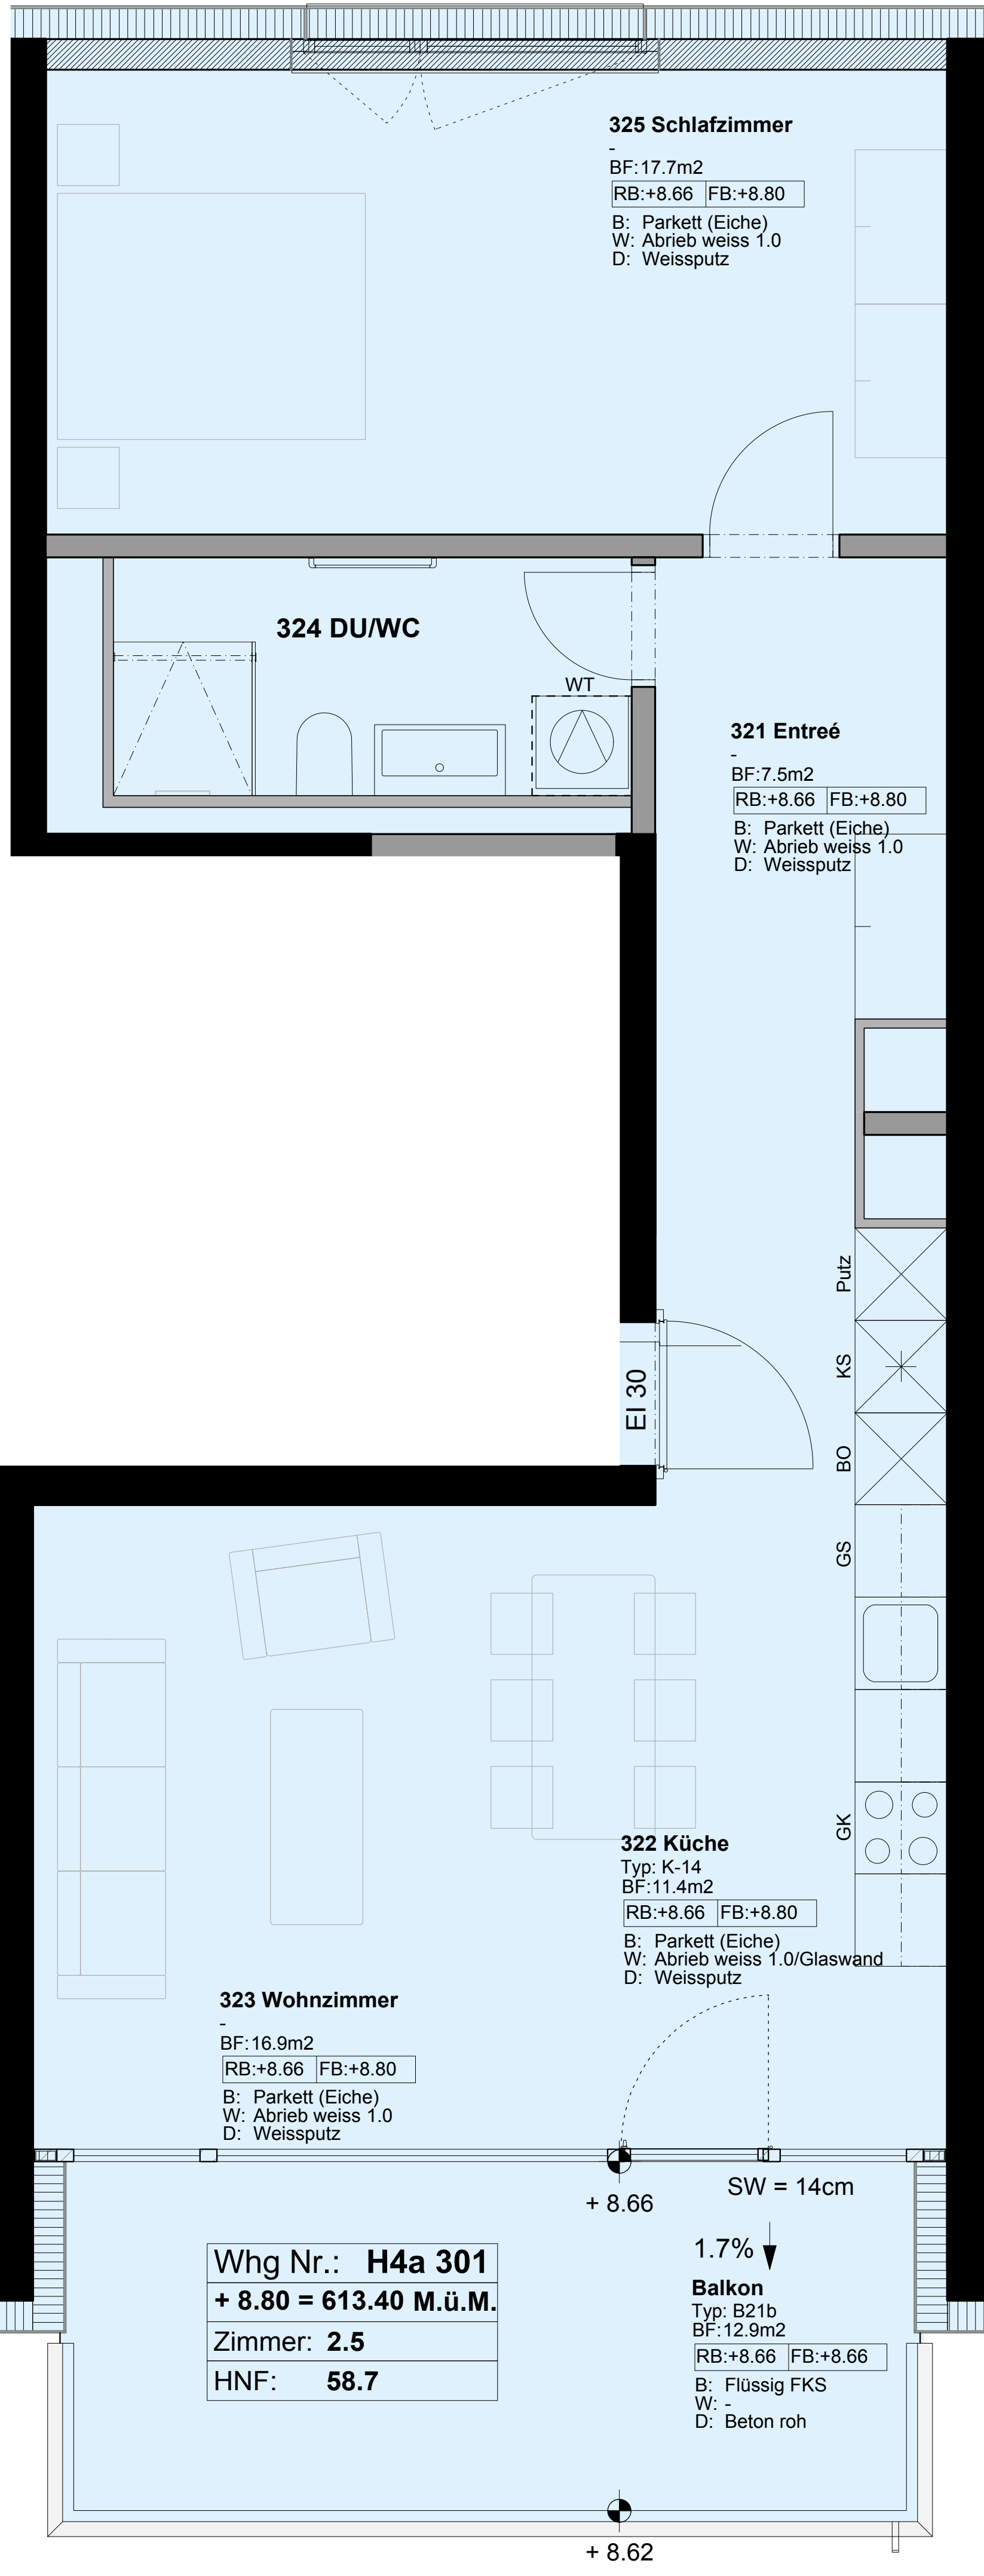 325 Schlafzimmer
-
BF:17.7m2
RB:+8.66 FB:+8.80
B: Parkett (Eiche)
W: Abrieb weiss 1.0
D: Weissputz
324 DU/WC
WT
321 Entreé
-
BF:7.5m2
RB:+8.66 FB:+8.80
B: Parkett (Eiche)
W: Abrieb weiss 1.0
D: Weissputz
Putz
KS
EI 30
BO
GS
GK
322 Küche
Typ: K-14
BF:11.4m2
RB:+8.66 FB:+8.80
B: Parkett (Eiche)
W: Abrieb weiss 1.0/Glaswand
D: Weissputz
323 Wohnzimmer
-
BF:16.9m2
RB:+8.66 FB:+8.80
B: Parkett (Eiche)
W: Abrieb weiss 1.0
D: Weissputz
+ 8.66
SW = 14cm
1.7%
Whg Nr.: H4a 301
+ 8.80 = 613.40 M.ü.M.
Zimmer: 2.5
HNF: 58.7
Balkon
Typ: B21b
BF:12.9m2
RB:+8.66 FB:+8.66
B: Flüssig FKS
W: -
D: Beton roh
+ 8.62